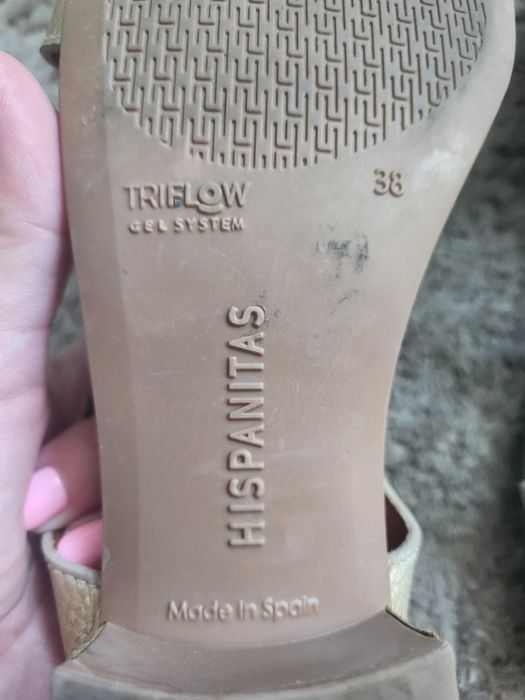 TRIFLOW
GEL SYSTEM
38
HISPANITAS
Made in Spain